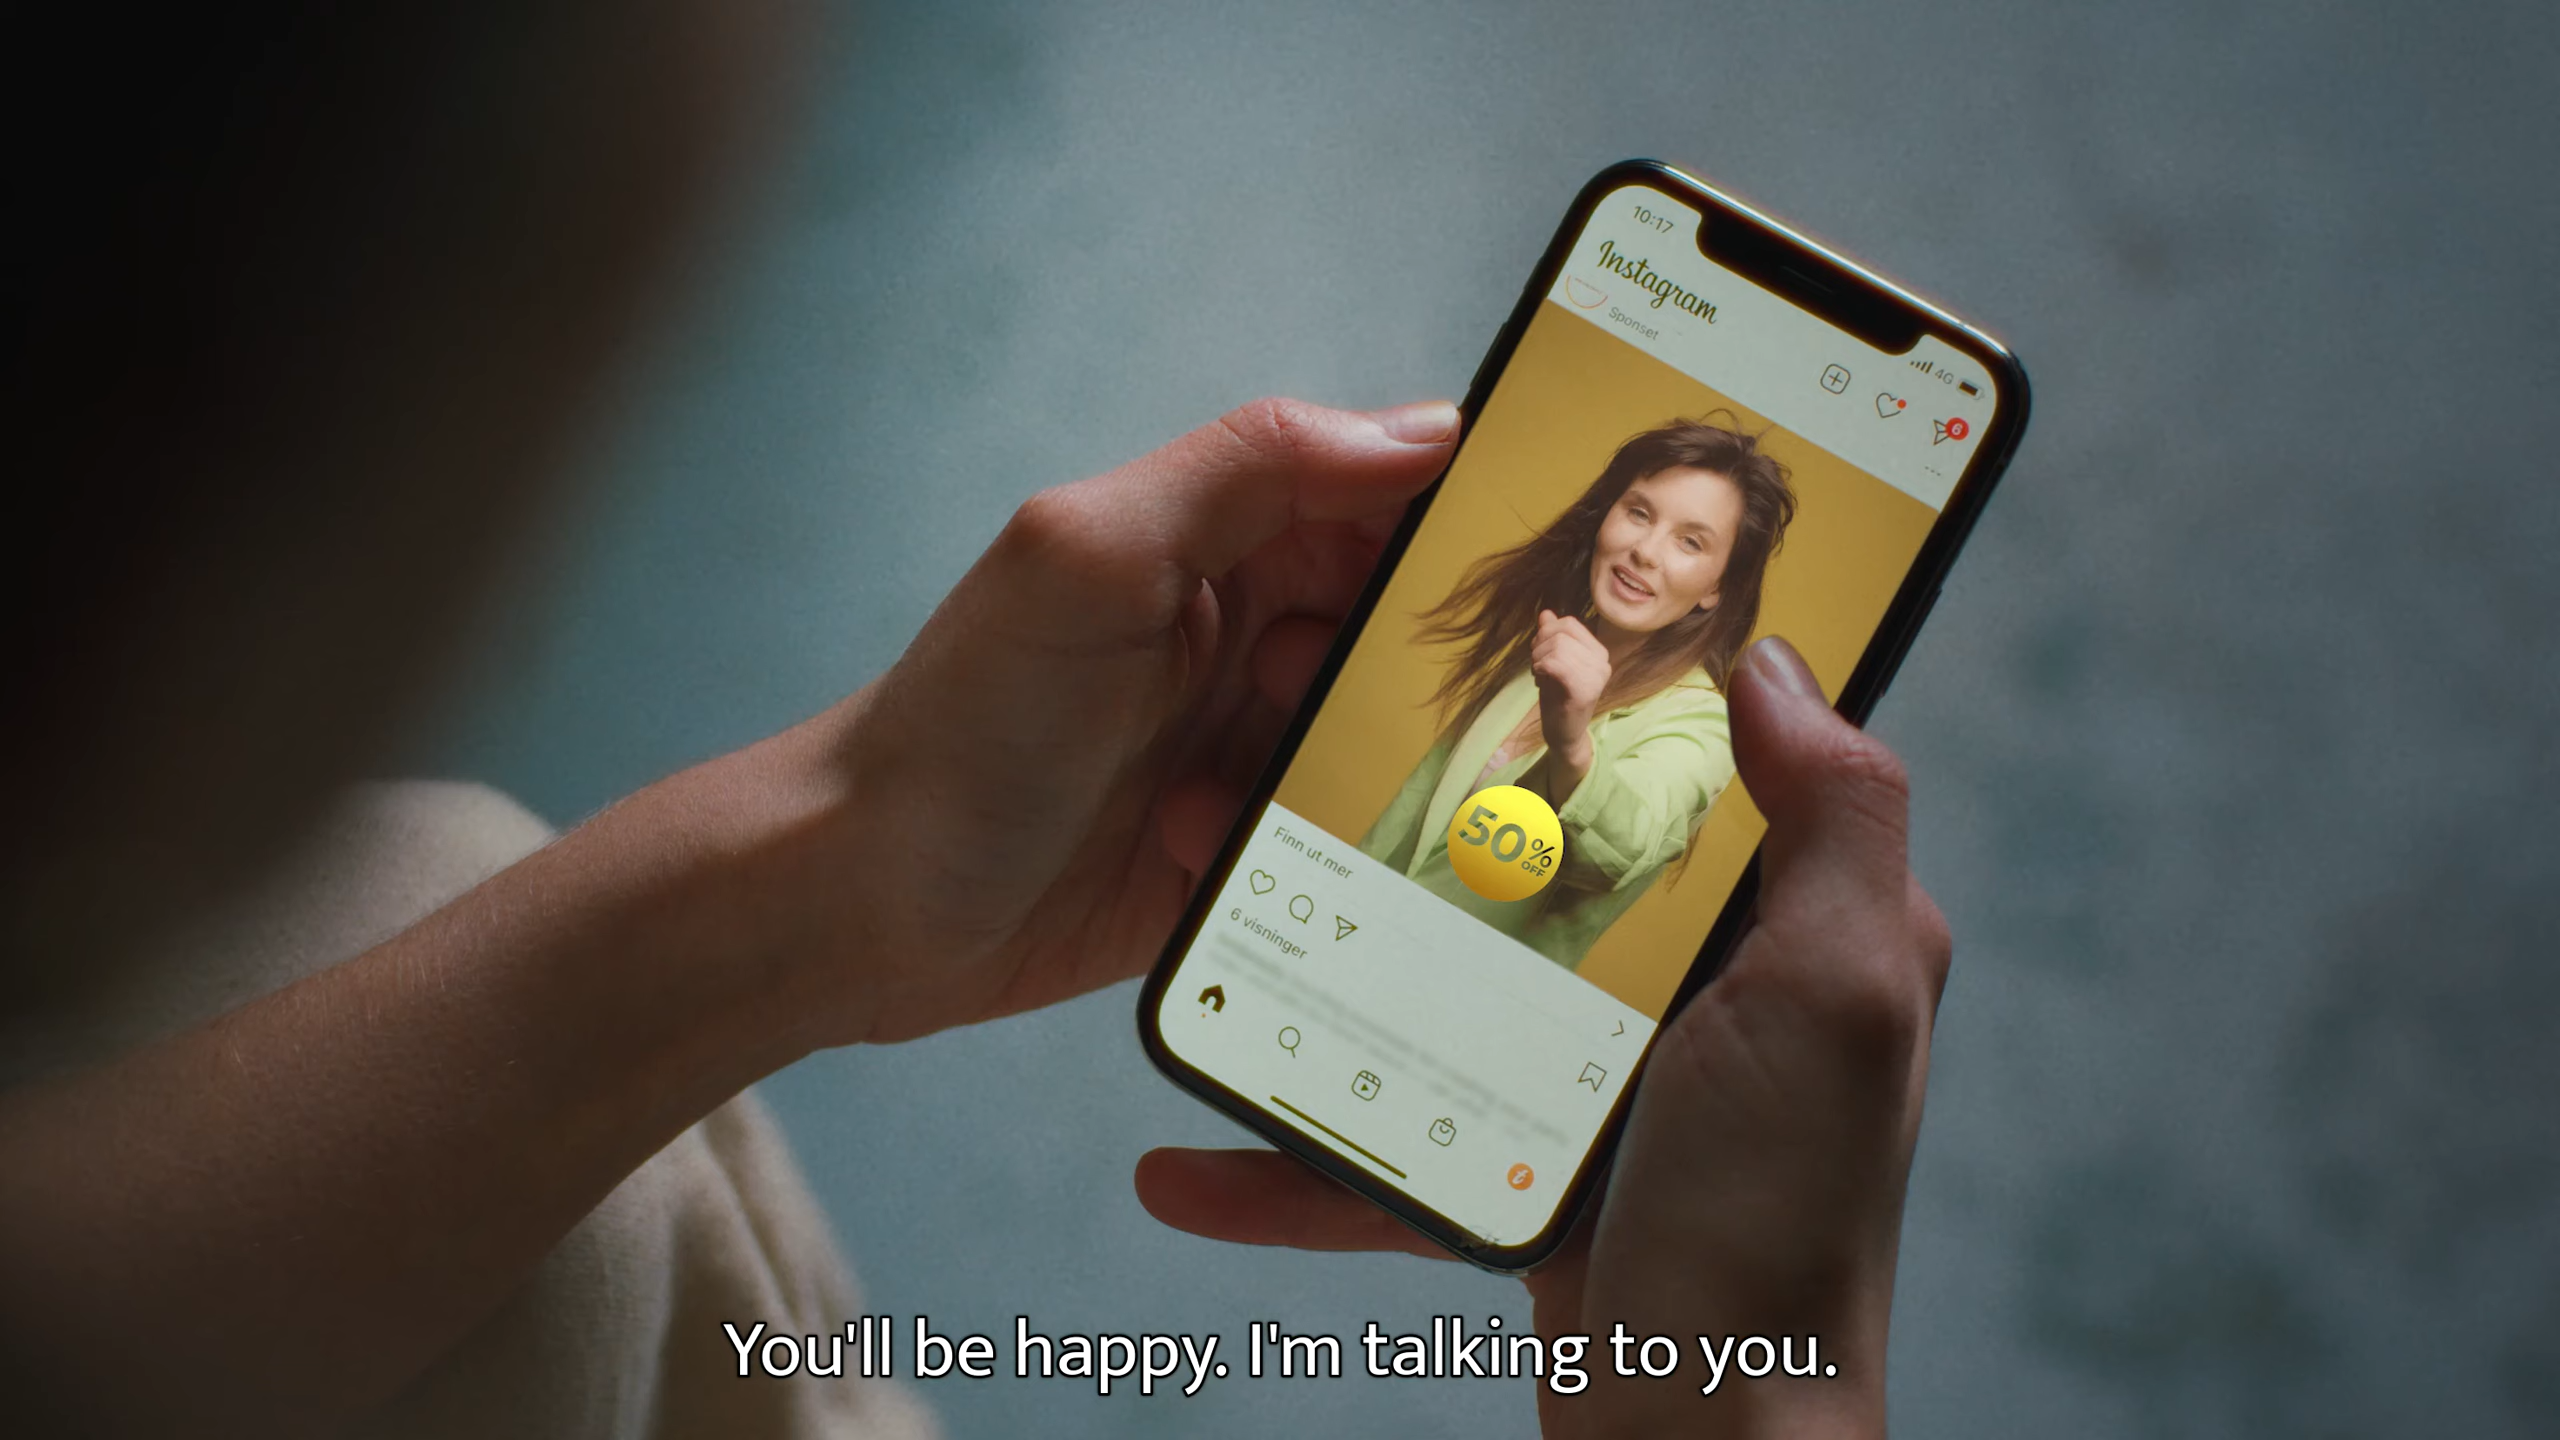 10:17
4G
Instagram
6
Sponset
50%
OFF
Finn ut mer
6 visninger
t
You'll be happy. I'm talking to you.